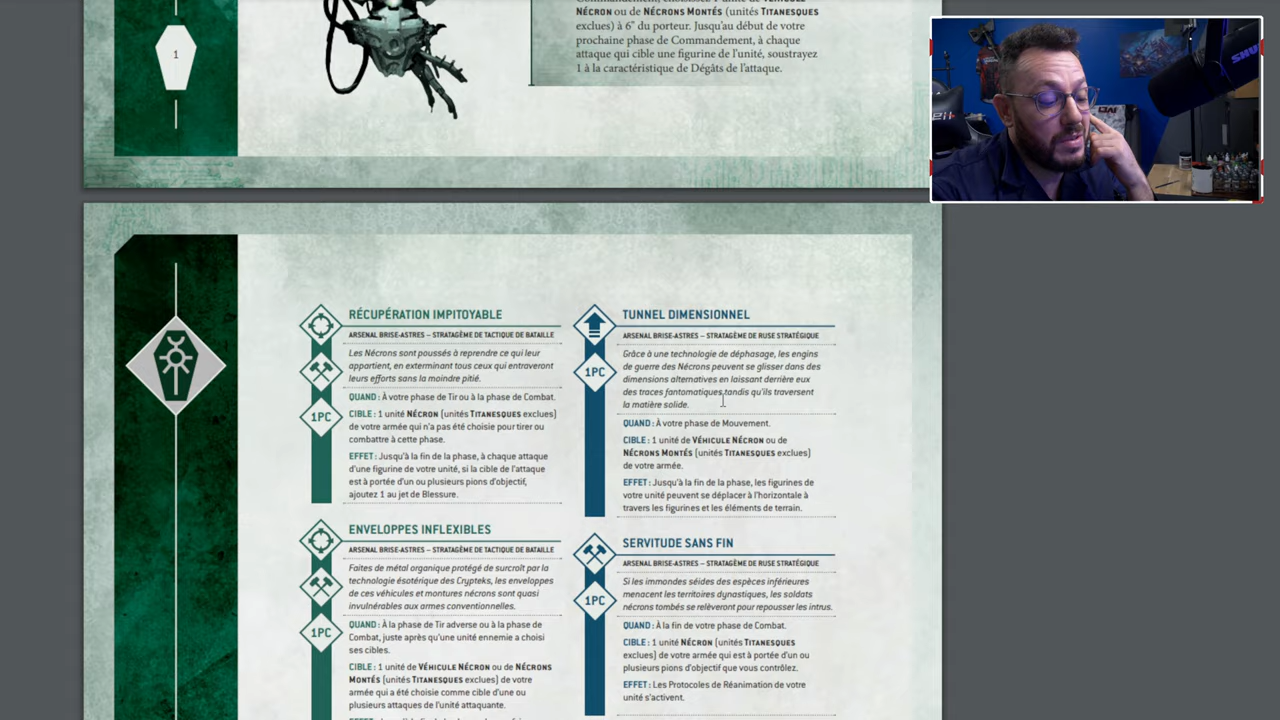 NÉCRON ou de NÉCRONS MONTÉS (unités TITANESQUES
exclues) à 6" du porteur. Jusqu'au début de votre
prochaine phase de Commandement, à chaque
attaque qui cible une figurine de l'unité, soustrayez
1 à la caractéristique de Dégâts de l'attaque.
1
RÉCUPÉRATION IMPITOYABLE
ARSENAL BRISE-ASTRES – STRATAGÈME DE TACTIQUE DE BATAILLE
Les Nécrons sont poussés à reprendre ce qui leur
appartient, en exterminant tous ceux qui entraveront
leurs efforts sans la moindre pitié.
QUAND : À votre phase de Tir ou à la phase de Combat.
1PC
CIBLE : 1 unité NÉCRON (unités TITANESQUES exclues)
de votre armée qui n'a pas été choisie pour tirer ou
combattre à cette phase.
EFFET : Jusqu'à la fin de la phase, à chaque attaque
d'une figurine de votre unité, si la cible de l'attaque
est à portée d'un ou plusieurs pions d'objectif,
ajoutez 1 au jet de Blessure.
ENVELOPPES INFLEXIBLES
ARSENAL BRISE-ASTRES – STRATAGÈME DE TACTIQUE DE BATAILLE
Faites de métal organique protégé de surcroît par la
technologie ésotérique des Crypteks, les enveloppes
de ces véhicules et montures nécrons sont quasi
invulnérables aux armes conventionnelles.
QUAND : À la phase de Tir adverse ou à la phase de
1PC
Combat, juste après qu'une unité ennemie a choisi
ses cibles.
CIBLE : 1 unité de VÉHICULE NÉCRON ou de NÉCRONS
MONTÉS (unités TITANESQUES exclues) de votre
armée qui a été choisie comme cible d'une ou
plusieurs attaques de l'unité attaquante.
TUNNEL DIMENSIONNEL
ARSENAL BRISE-ASTRES – STRATAGÈME DE RUSE STRATÉGIQUE
Grâce à une technologie de déphasage, les engins
de guerre des Nécrons peuvent se glisser dans des
1PC
dimensions alternatives en laissant derrière eux
des traces fantomatiques tandis qu'ils traversent
la matière solide.
QUAND : À votre phase de Mouvement.
CIBLE : 1 unité de VÉHICULE NÉCRON ou de
NÉCRONS MONTÉS (unités TITANESQUES exclues)
de votre armée.
EFFET : Jusqu'à la fin de la phase, les figurines de
votre unité peuvent se déplacer à l'horizontale à
travers les figurines et les éléments de terrain.
SERVITUDE SANS FIN
ARSENAL BRISE-ASTRES – STRATAGÈME DE RUSE STRATÉGIQUE
Si les immondes séides des espèces inférieures
menacent les territoires dynastiques, les soldats
1PC
nécrons tombés se relèveront pour repousser les intrus.
QUAND : À la fin de votre phase de Combat.
CIBLE : 1 unité NÉCRON (unités TITANESQUES
exclues) de votre armée qui est à portée d'un ou
plusieurs pions d'objectif que vous contrôlez.
EFFET : Les Protocoles de Réanimation de votre
unité s'activent.